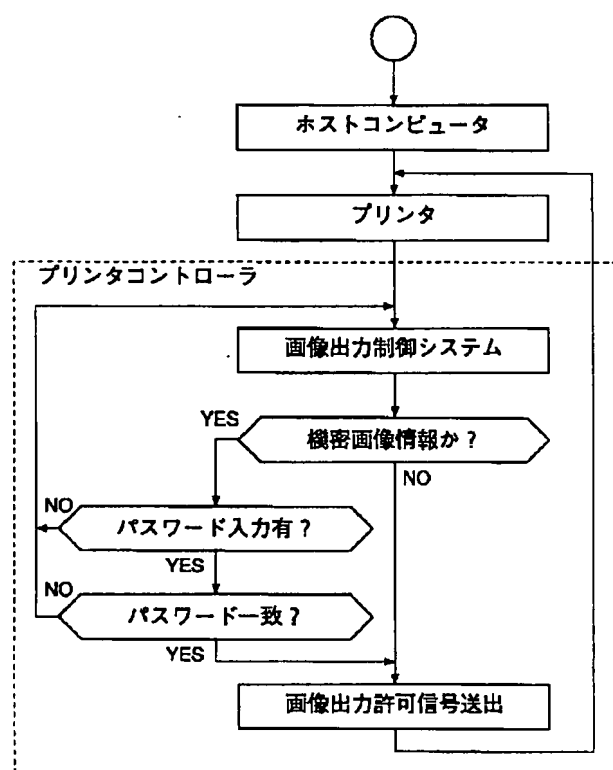 ホストコンピュータ
プリンタ
プリンタコントローラ
画像出力制御システム
YES
機密画像情報か？
NO
NO
パスワード入力有？
YES
NO
パスワード一致？
YES
画像出力許可信号送出